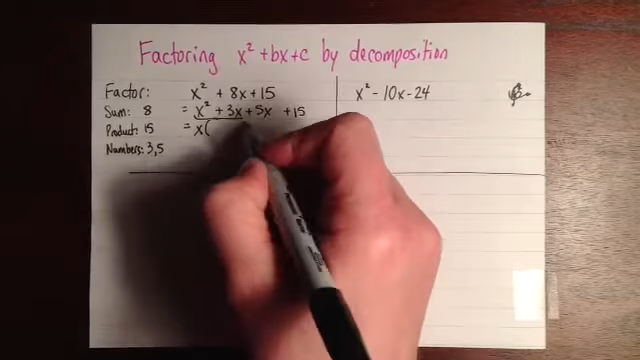 Factoring x² + bx + c by decomposition
Factor: x² + 8x + 15
Sum: 8 = x² + 3x + 5x + 15
Product: 15 = x(
Numbers: 3,5
x² - 10x - 24